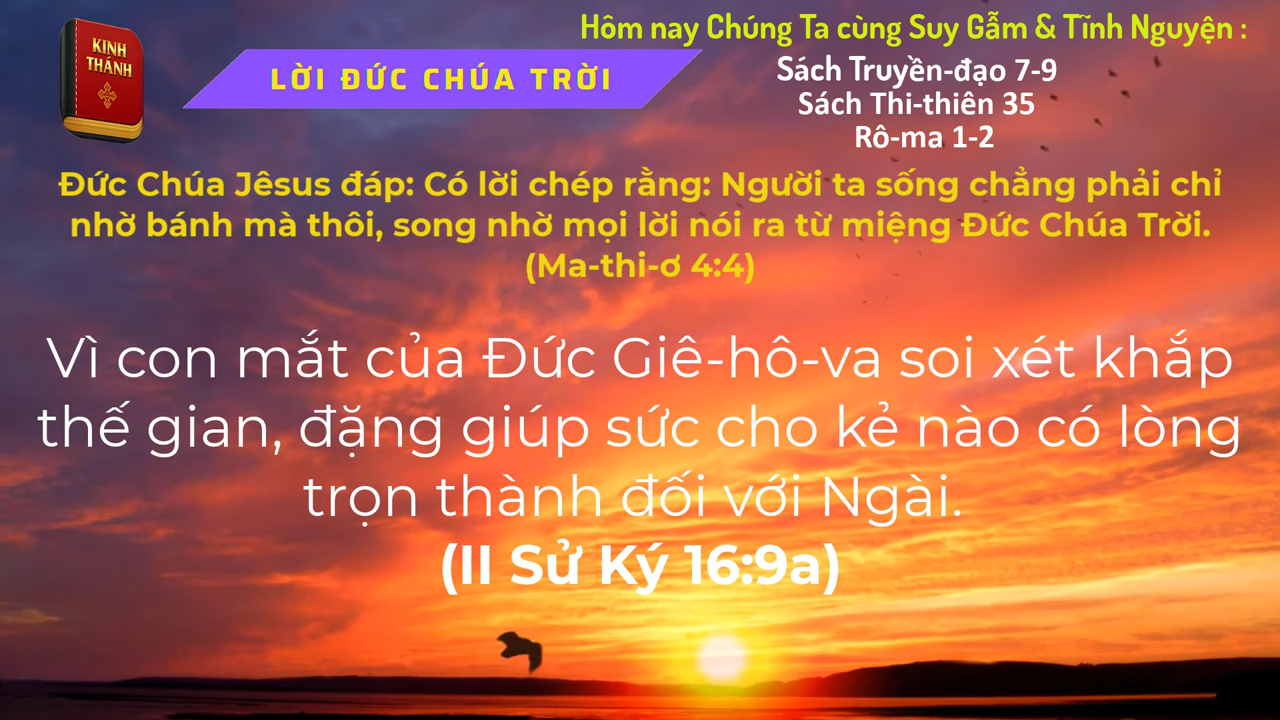 KINH
THÁNH
LỜI ĐỨC CHÚA TRỜI
Hôm nay Chúng Ta cùng Suy Gẫm & Tĩnh Nguyện :
Sách Truyền-đạo 7-9
Sách Thi-thiên 35
Rô-ma 1-2
Đức Chúa Jêsus đáp: Có lời chép rằng: Người ta sống chẳng phải chỉ
nhờ bánh mà thôi, song nhờ mọi lời nói ra từ miệng Đức Chúa Trời.
(Ma-thi-ơ 4:4)
Vì con mắt của Đức Giê-hô-va soi xét khắp
thế gian, đặng giúp sức cho kẻ nào có lòng
trọn thành đối với Ngài.
(II Sử Ký 16:9a)